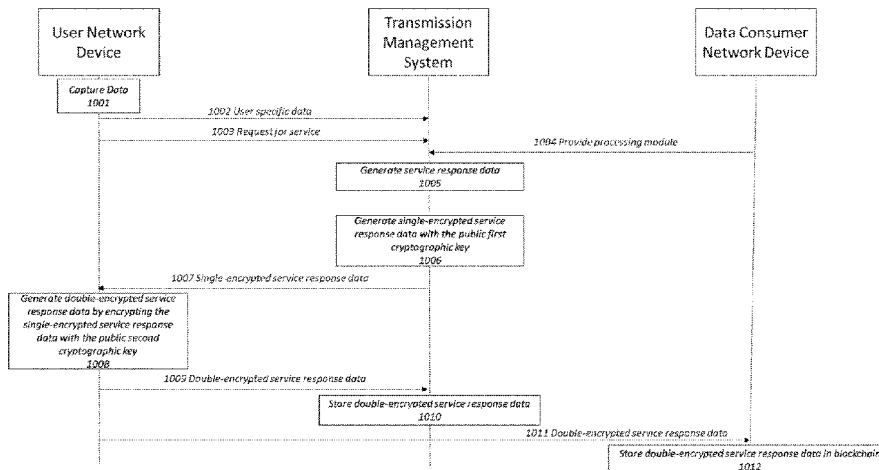 User Network
Device
Transmission
Management
System
Data Consumer
Network Device
Capture Data
1001
1002 User specific data
1003 Request for service
1004 Provide processing module
Generate service response data
1005
Generate single-encrypted service
response data with the public first
cryptographic key
1006
1007 Single-encrypted service response data
Generate double-encrypted service
response data by encrypting the
single-encrypted service response
data with the public second
cryptographic key
1008
1009 Double-encrypted service response data
Store double-encrypted service response data
1010
1011 Double-encrypted service response data
Store double-encrypted service response data in blockchain
1012